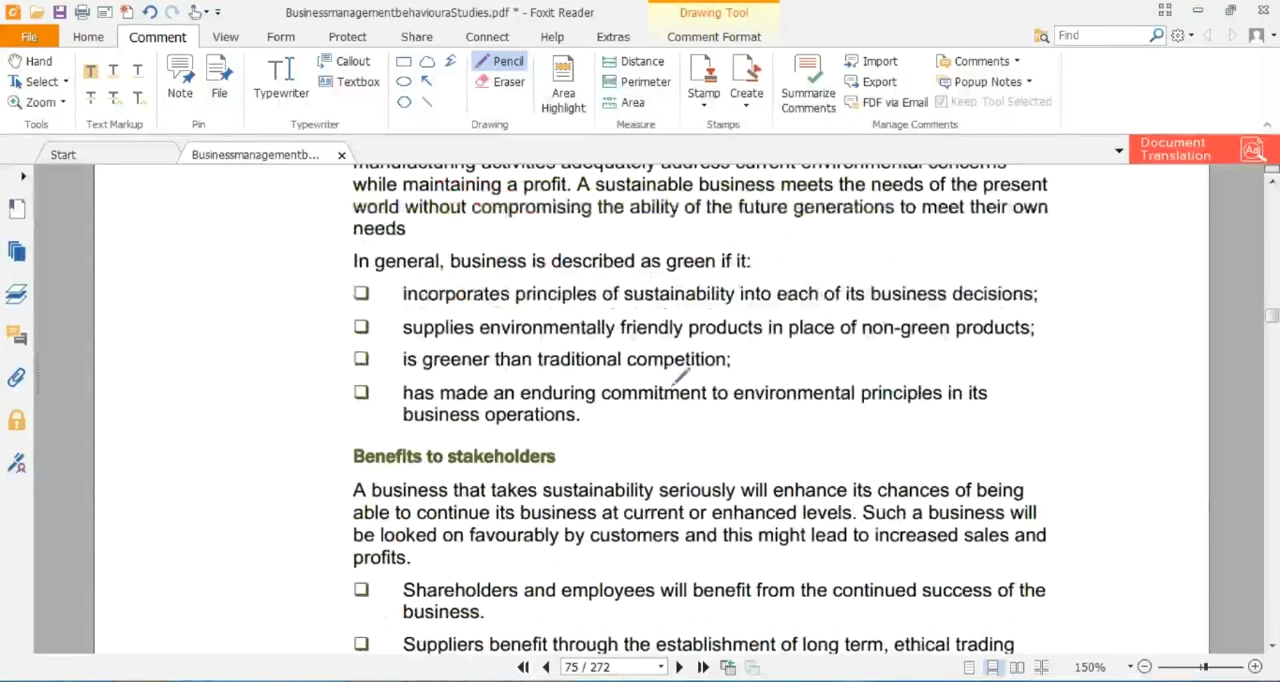 BusinessmanagementbehaviouraStudies.pdf * - Foxit Reader
Drawing Tool
File Home Comment View Form Protect Share Connect Help Extras Comment Format
Find
Hand
Select
Zoom
Tools
Text Markup
Note
File
Pin
Typewriter
Callout
Textbox
Typewriter
Pencil
Eraser
Drawing
Area
Highlight
Distance
Perimeter
Area
Measure
Stamp
Create
Stamps
Summarize
Comments
Import
Export
FDF via Email
Comments
Popup Notes
Keep Tool Selected
Manage Comments
Start
Businessmanagementb...
Document
Translation
manufacturing activities adequately address current environmental concerns
while maintaining a profit. A sustainable business meets the needs of the present
world without compromising the ability of the future generations to meet their own
needs
In general, business is described as green if it:
incorporates principles of sustainability into each of its business decisions;
supplies environmentally friendly products in place of non-green products;
is greener than traditional competition;
has made an enduring commitment to environmental principles in its
business operations.
Benefits to stakeholders
A business that takes sustainability seriously will enhance its chances of being
able to continue its business at current or enhanced levels. Such a business will
be looked on favourably by customers and this might lead to increased sales and
profits.
Shareholders and employees will benefit from the continued success of the
business.
Suppliers benefit through the establishment of long term, ethical trading
75 / 272
150%